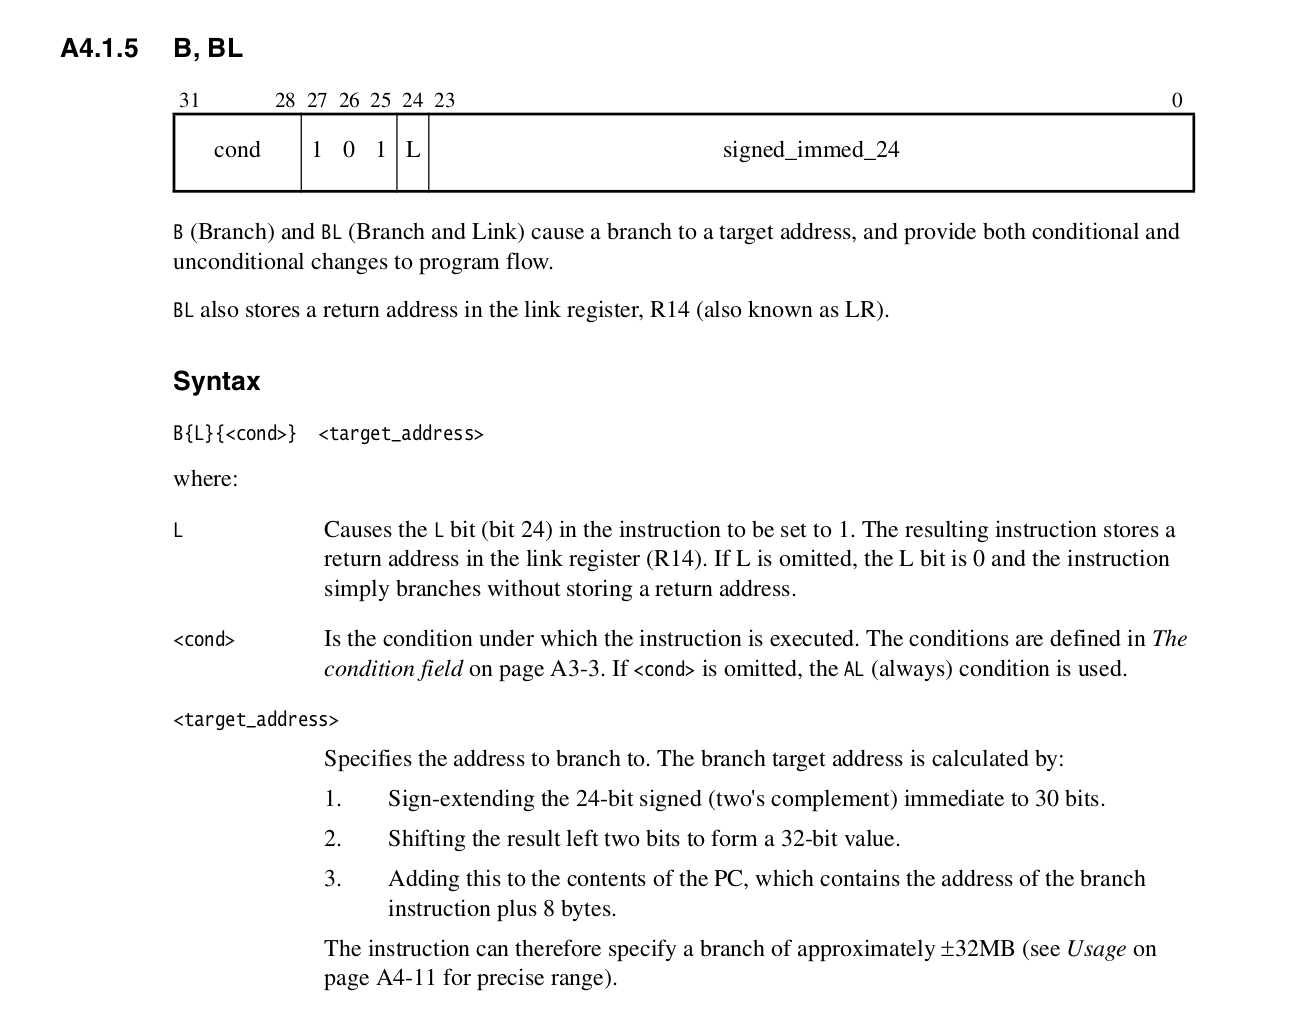 A4.1.5 B, BL
31 28 27 26 25 24 23 0
cond 1 0 1 L signed_immed_24
B (Branch) and BL (Branch and Link) cause a branch to a target address, and provide both conditional and
unconditional changes to program flow.
BL also stores a return address in the link register, R14 (also known as LR).
Syntax
B{L}{<cond>} <target_address>
where:
L Causes the L bit (bit 24) in the instruction to be set to 1. The resulting instruction stores a
return address in the link register (R14). If L is omitted, the L bit is 0 and the instruction
simply branches without storing a return address.
<cond> Is the condition under which the instruction is executed. The conditions are defined in The
condition field on page A3-3. If <cond> is omitted, the AL (always) condition is used.
<target_address>
Specifies the address to branch to. The branch target address is calculated by:
1. Sign-extending the 24-bit signed (two's complement) immediate to 30 bits.
2. Shifting the result left two bits to form a 32-bit value.
3. Adding this to the contents of the PC, which contains the address of the branch
instruction plus 8 bytes.
The instruction can therefore specify a branch of approximately ±32MB (see Usage on
page A4-11 for precise range).